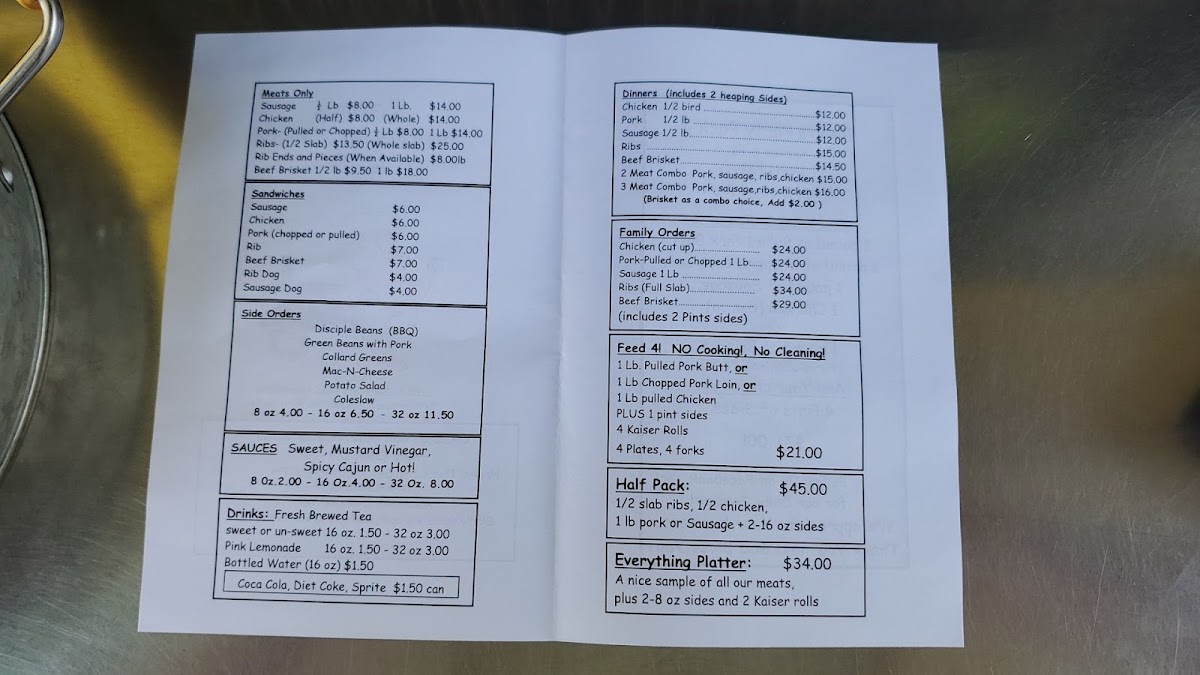 Meats Only
Sausage ½ Lb $8.00 1 Lb. $14.00
Chicken (Half) $8.00 (Whole) $14.00
Pork- (Pulled or Chopped) ½ Lb $8.00 1 Lb $14.00
Ribs- (1/2 Slab) $13.50 (Whole slab) $25.00
Rib Ends and Pieces (When Available) $8.00lb
Beef Brisket 1/2 lb $9.50 1 lb $18.00
Sandwiches
Sausage $6.00
Chicken $6.00
Pork (chopped or pulled) $6.00
Rib $7.00
Beef Brisket $7.00
Rib Dog $4.00
Sausage Dog $4.00
Side Orders
Disciple Beans (BBQ)
Green Beans with Pork
Collard Greens
Mac-N-Cheese
Potato Salad
Coleslaw
8 oz 4.00 - 16 oz 6.50 - 32 oz 11.50
SAUCES Sweet, Mustard Vinegar,
Spicy Cajun or Hot!
8 Oz.2.00 - 16 Oz.4.00 - 32 Oz. 8.00
Drinks: Fresh Brewed Tea
sweet or un-sweet 16 oz. 1.50 - 32 oz 3.00
Pink Lemonade 16 oz. 1.50 - 32 oz 3.00
Bottled Water (16 oz) $1.50
Coca Cola, Diet Coke, Sprite $1.50 can
Dinners (includes 2 heaping Sides)
Chicken 1/2 bird ..............................$12.00
Pork 1/2 lb ..............................$12.00
Sausage 1/2 lb..............................$12.00
Ribs ..............................$15.00
Beef Brisket..............................$14.50
2 Meat Combo Pork, sausage, ribs,chicken $15.00
3 Meat Combo Pork, sausage,ribs,chicken $16.00
(Brisket as a combo choice, Add $2.00 )
Family Orders
Chicken (cut up).................... $24.00
Pork-Pulled or Chopped 1 Lb..... $24.00
Sausage 1 Lb ........................ $24.00
Ribs (Full Slab)..................... $34.00
Beef Brisket........................ $29.00
(includes 2 Pints sides)
Feed 4! NO Cooking!, No Cleaning!
1 Lb. Pulled Pork Butt, or
1 Lb Chopped Pork Loin, or
1 Lb pulled Chicken
PLUS 1 pint sides
4 Kaiser Rolls
4 Plates, 4 forks $21.00
Half Pack: $45.00
1/2 slab ribs, 1/2 chicken,
1 lb pork or Sausage + 2-16 oz sides
Everything Platter: $34.00
A nice sample of all our meats,
plus 2-8 oz sides and 2 Kaiser rolls